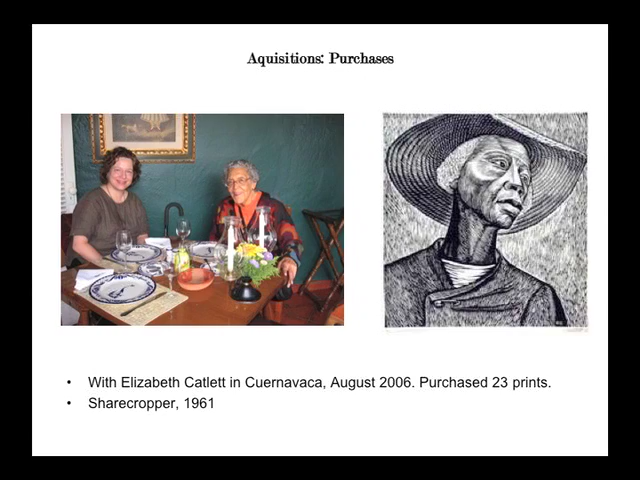 Aquisitions: Purchases
• With Elizabeth Catlett in Cuernavaca, August 2006. Purchased 23 prints.
• Sharecropper, 1961